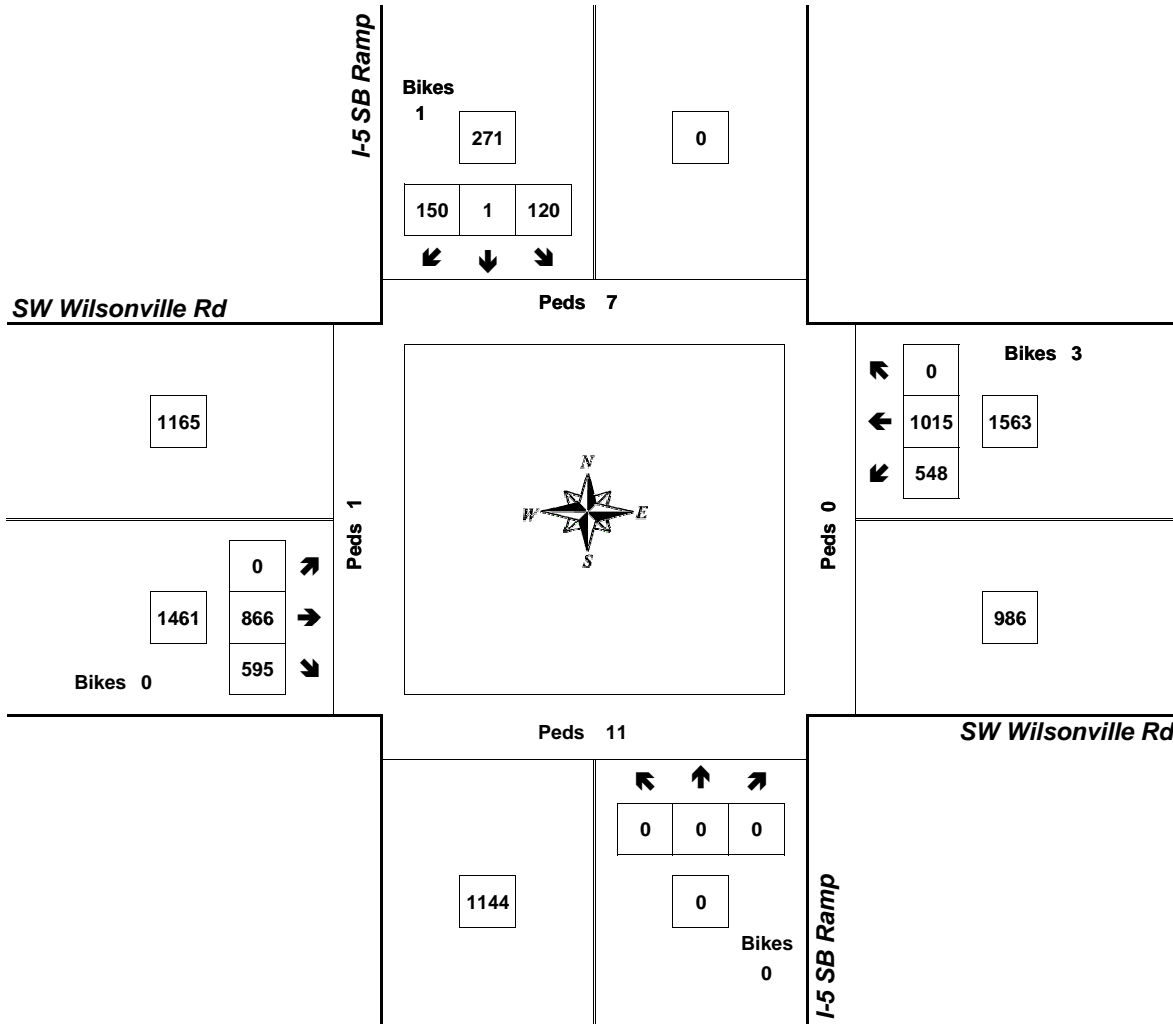 I-5 SB Ramp
Bikes
1
271
0
150 1 120
SW Wilsonville Rd
Peds 7
Bikes 3
0
1165
1015 1563
548
N
W E
S
Peds 1
Peds 0
0
1461 866
986
595
Bikes 0
Peds 11
SW Wilsonville Rd
0 0 0
1144
0
Bikes
0
I-5 SB Ramp